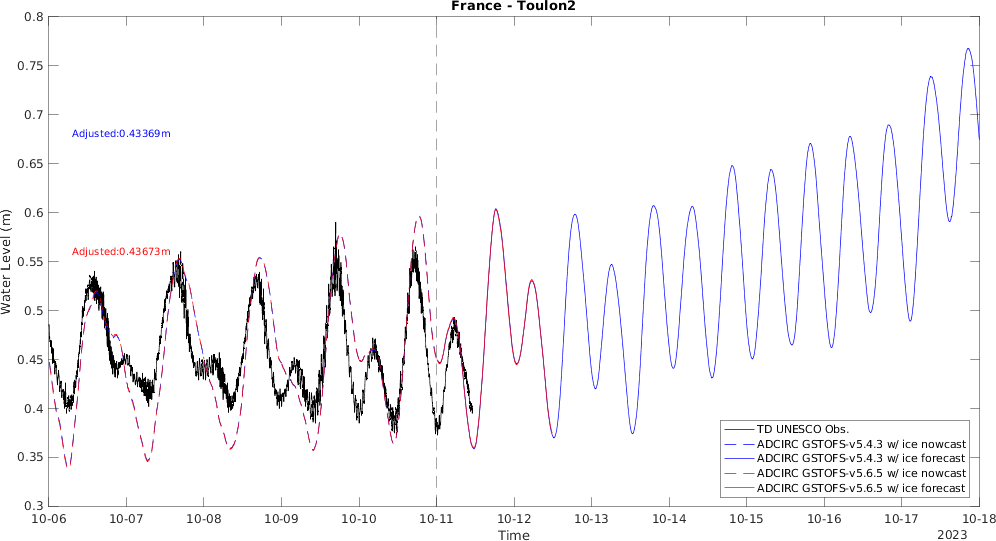 France - Toulon2
0.8
0.75
0.7
0.65
0.6
0.55
0.5
0.45
0.4
0.35
0.3
Water Level (m)
Adjusted:0.43369m
Adjusted:0.43673m
TD UNESCO Obs.
ADCIRC GSTOFS-v5.4.3 w/ ice nowcast
ADCIRC GSTOFS-v5.4.3 w/ ice forecast
ADCIRC GSTOFS-v5.6.5 w/ ice nowcast
ADCIRC GSTOFS-v5.6.5 w/ ice forecast
10-06 10-07 10-08 10-09 10-10 10-11 10-12 10-13 10-14 10-15 10-16 10-17 10-18
Time
2023